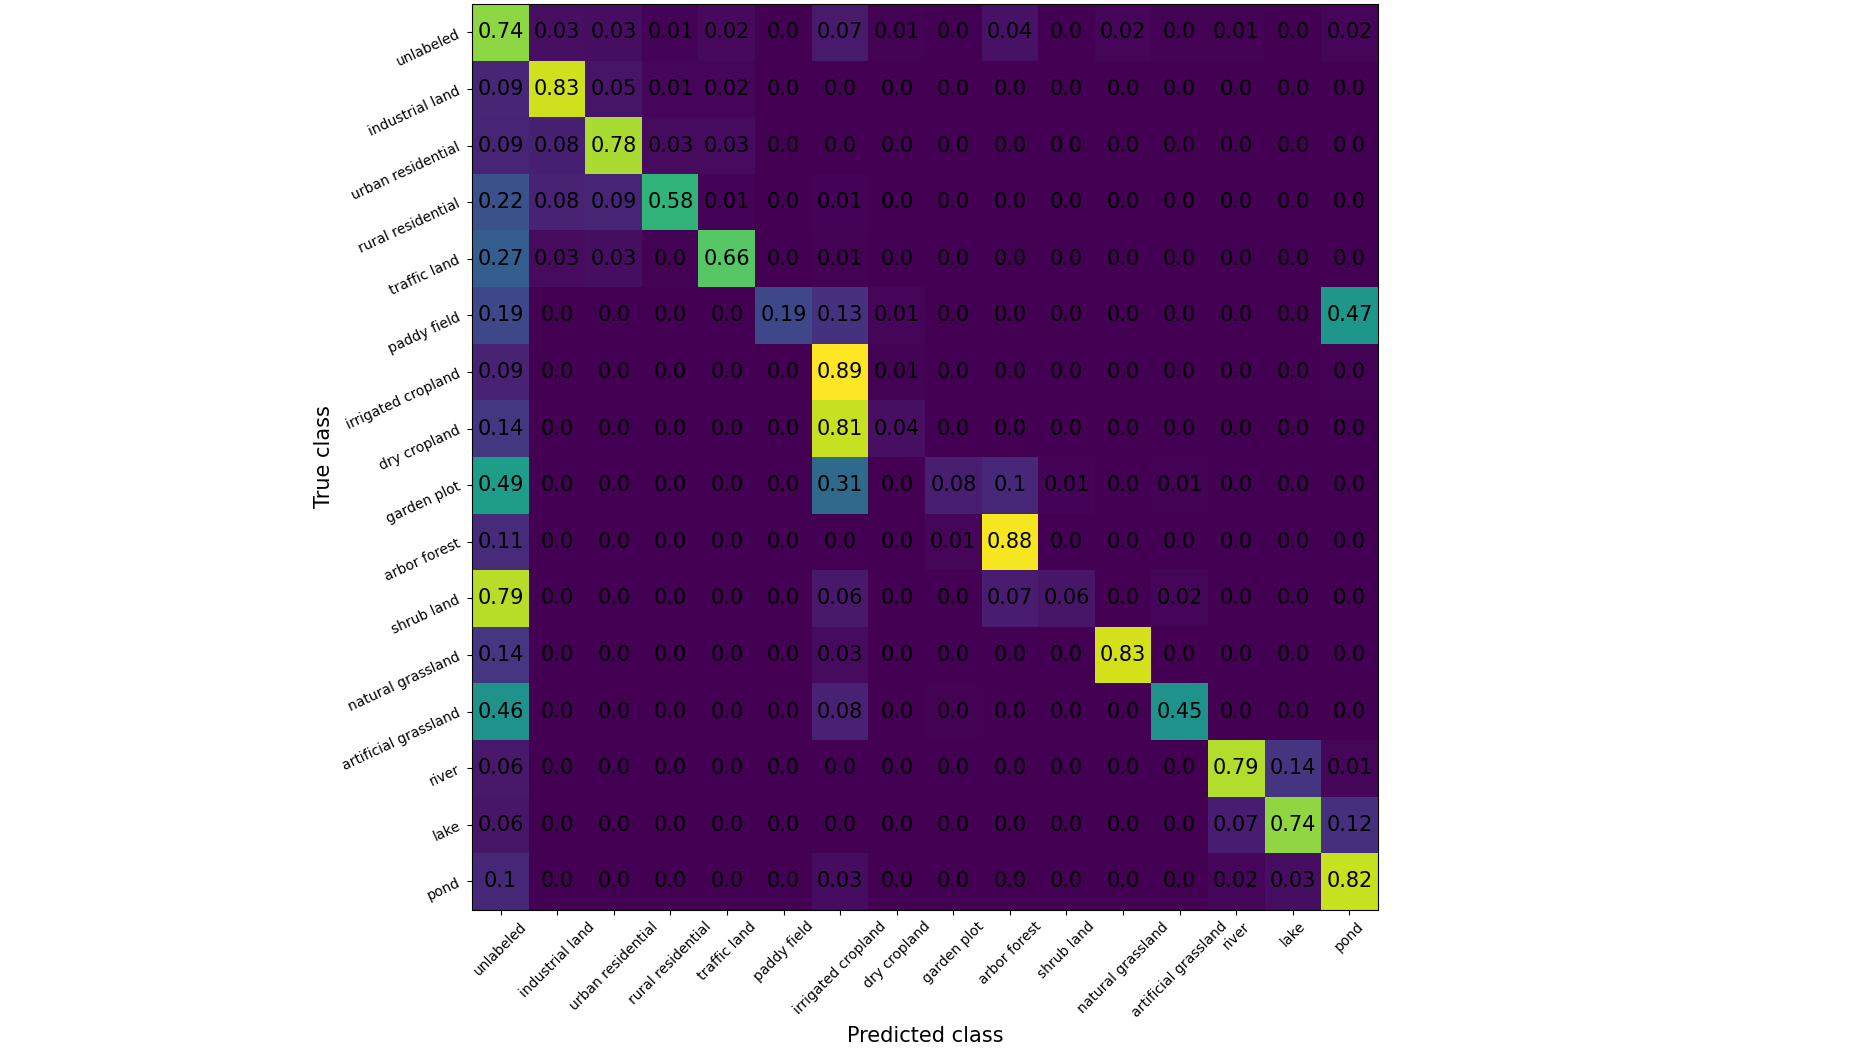 unlabeled 0.74 0.03 0.03 0.01 0.02 0.0 0.07 0.01 0.0 0.04 0.0 0.02 0.0 0.01 0.0 0.02
industrial land 0.09 0.83 0.05 0.01 0.02 0.0 0.0 0.0 0.0 0.0 0.0 0.0 0.0 0.0 0.0 0.0
urban residential 0.09 0.08 0.78 0.03 0.03 0.0 0.0 0.0 0.0 0.0 0.0 0.0 0.0 0.0 0.0 0.0
rural residential 0.22 0.08 0.09 0.58 0.01 0.0 0.01 0.0 0.0 0.0 0.0 0.0 0.0 0.0 0.0 0.0
traffic land 0.27 0.03 0.03 0.0 0.66 0.0 0.01 0.0 0.0 0.0 0.0 0.0 0.0 0.0 0.0 0.0
paddy field 0.19 0.0 0.0 0.0 0.0 0.19 0.13 0.01 0.0 0.0 0.0 0.0 0.0 0.0 0.0 0.47
irrigated cropland 0.09 0.0 0.0 0.0 0.0 0.0 0.89 0.01 0.0 0.0 0.0 0.0 0.0 0.0 0.0 0.0
dry cropland 0.14 0.0 0.0 0.0 0.0 0.0 0.81 0.04 0.0 0.0 0.0 0.0 0.0 0.0 0.0 0.0
garden plot 0.49 0.0 0.0 0.0 0.0 0.0 0.31 0.0 0.08 0.1 0.01 0.0 0.01 0.0 0.0 0.0
arbor forest 0.11 0.0 0.0 0.0 0.0 0.0 0.0 0.0 0.01 0.88 0.0 0.0 0.0 0.0 0.0 0.0
shrub land 0.79 0.0 0.0 0.0 0.0 0.0 0.06 0.0 0.0 0.07 0.06 0.0 0.02 0.0 0.0 0.0
natural grassland 0.14 0.0 0.0 0.0 0.0 0.0 0.03 0.0 0.0 0.0 0.0 0.83 0.0 0.0 0.0 0.0
artificial grassland 0.46 0.0 0.0 0.0 0.0 0.0 0.08 0.0 0.0 0.0 0.0 0.0 0.45 0.0 0.0 0.0
river 0.06 0.0 0.0 0.0 0.0 0.0 0.0 0.0 0.0 0.0 0.0 0.0 0.0 0.79 0.14 0.01
lake 0.06 0.0 0.0 0.0 0.0 0.0 0.0 0.0 0.0 0.0 0.0 0.0 0.0 0.07 0.74 0.12
pond 0.1 0.0 0.0 0.0 0.0 0.0 0.03 0.0 0.0 0.0 0.0 0.0 0.0 0.02 0.03 0.82
True class
unlabeled
industrial land
urban residential
rural residential
traffic land
paddy field
irrigated cropland
dry cropland
garden plot
arbor forest
shrub land
natural grassland
artificial grassland
river
lake
pond
Predicted class